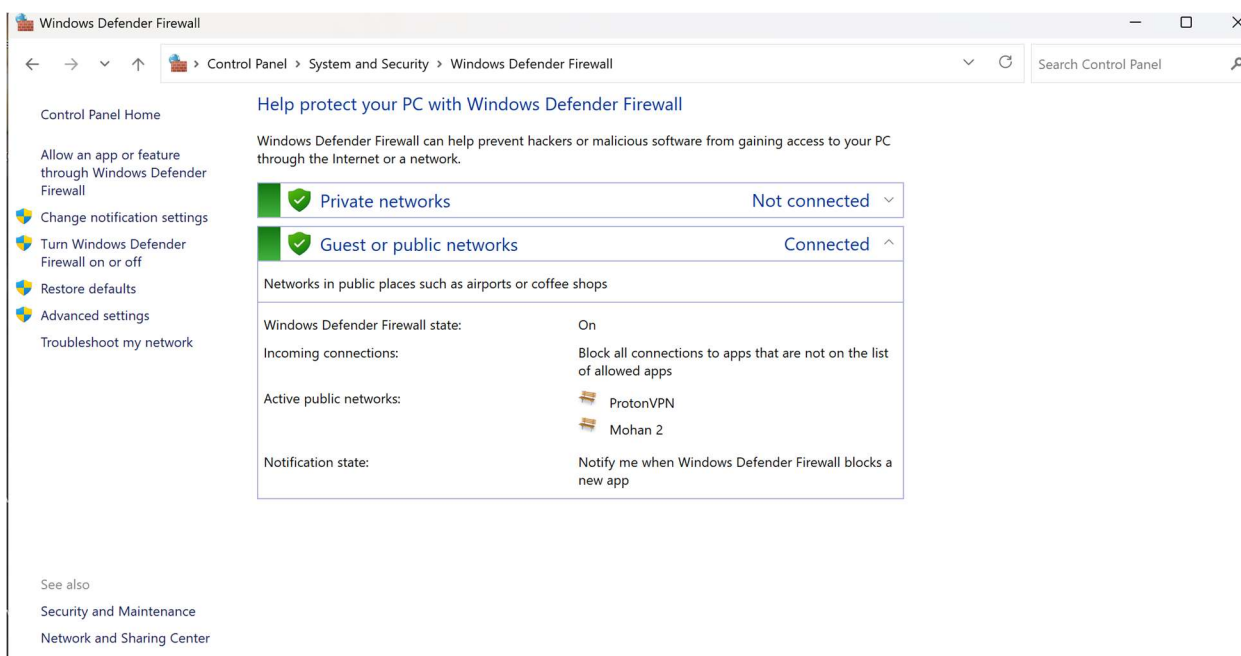 Windows Defender Firewall
Control Panel > System and Security > Windows Defender Firewall
Search Control Panel
Control Panel Home
Allow an app or feature
through Windows Defender
Firewall
Change notification settings
Turn Windows Defender
Firewall on or off
Restore defaults
Advanced settings
Troubleshoot my network
See also
Security and Maintenance
Network and Sharing Center
Help protect your PC with Windows Defender Firewall
Windows Defender Firewall can help prevent hackers or malicious software from gaining access to your PC
through the Internet or a network.
Private networks Not connected
Guest or public networks Connected
Networks in public places such as airports or coffee shops
Windows Defender Firewall state: On
Incoming connections: Block all connections to apps that are not on the list
of allowed apps
Active public networks: ProtonVPN
Mohan 2
Notification state: Notify me when Windows Defender Firewall blocks a
new app